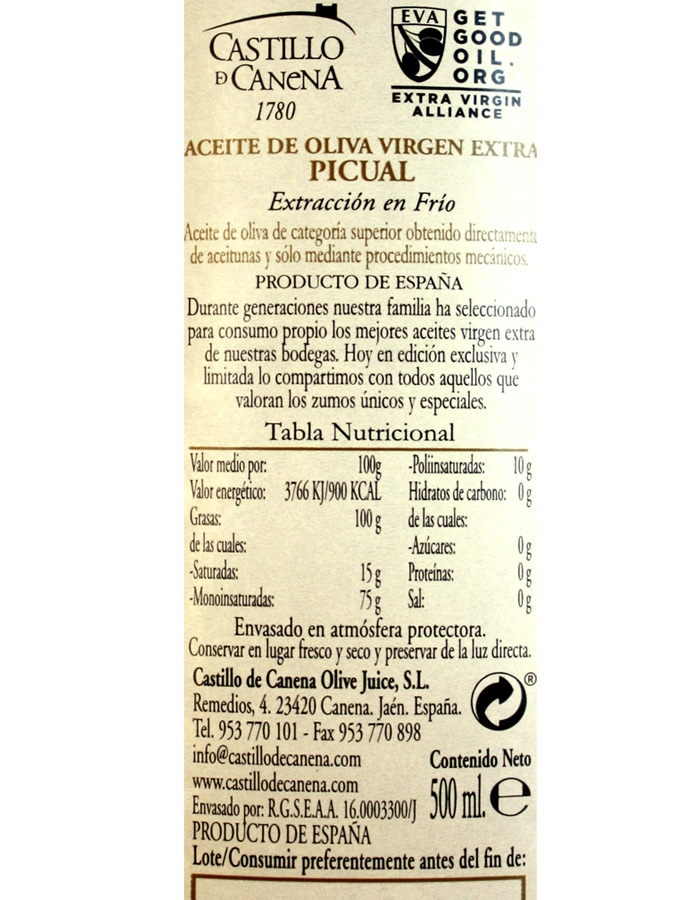 CASTILLO
DE CANENA
1780
EVA
GET
GOOD
OIL.
ORG
EXTRA VIRGIN
ALLIANCE
ACEITE DE OLIVA VIRGEN EXTRA
PICUAL
Extracción en Frío
Aceite de oliva de categoría superior obtenido directamente
de aceitunas y sólo mediante procedimientos mecánicos.
PRODUCTO DE ESPAÑA
Durante generaciones nuestra familia ha seleccionado
para consumo propio los mejores aceites virgen extra
de nuestras bodegas. Hoy en edición exclusiva y
limitada lo compartimos con todos aquellos que
valoran los zumos únicos y especiales.
Tabla Nutricional
Valor medio por: 100g
Valor energético: 3766 KJ/900 KCAL
Grasas: 100 g
de las cuales:
-Saturadas: 15 g
-Monoinsaturadas: 75 g
-Poliinsaturadas: 10 g
Hidratos de carbono: 0 g
de las cuales:
-Azúcares: 0 g
Proteínas: 0 g
Sal: 0 g
Envasado en atmósfera protectora.
Conservar en lugar fresco y seco y preservar de la luz directa.
Castillo de Canena Olive Juice, S.L.
Remedios, 4. 23420 Canena. Jaén. España.
Tel. 953 770 101 - Fax 953 770 898
info@castillodecanena.com
www.castillodecanena.com
Envasado por: R.G.S.E.A.A. 16.0003300/J
PRODUCTO DE ESPAÑA
®
Contenido Neto
500 ml. e
Lote/Consumir preferentemente antes del fin de: